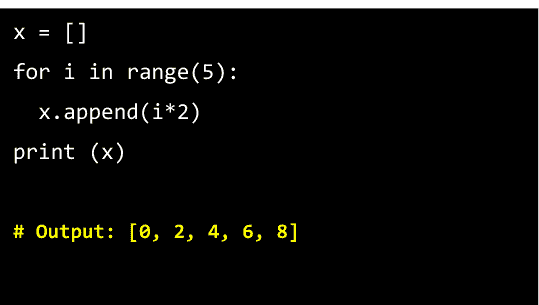 x = []
for i in range(5):
  x.append(i*2)
print (x)
# Output: [0, 2, 4, 6, 8]